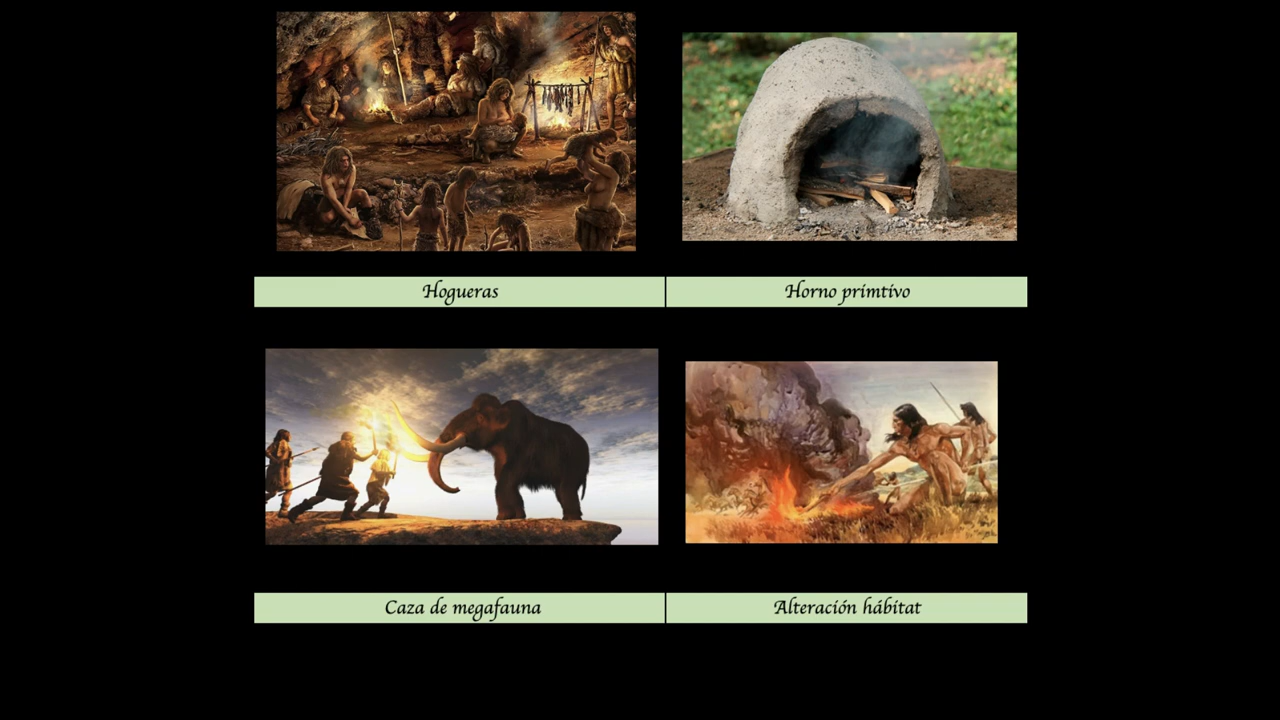 Hogueras
Horno primtivo
Caza de megafauna
Alteración hábitat